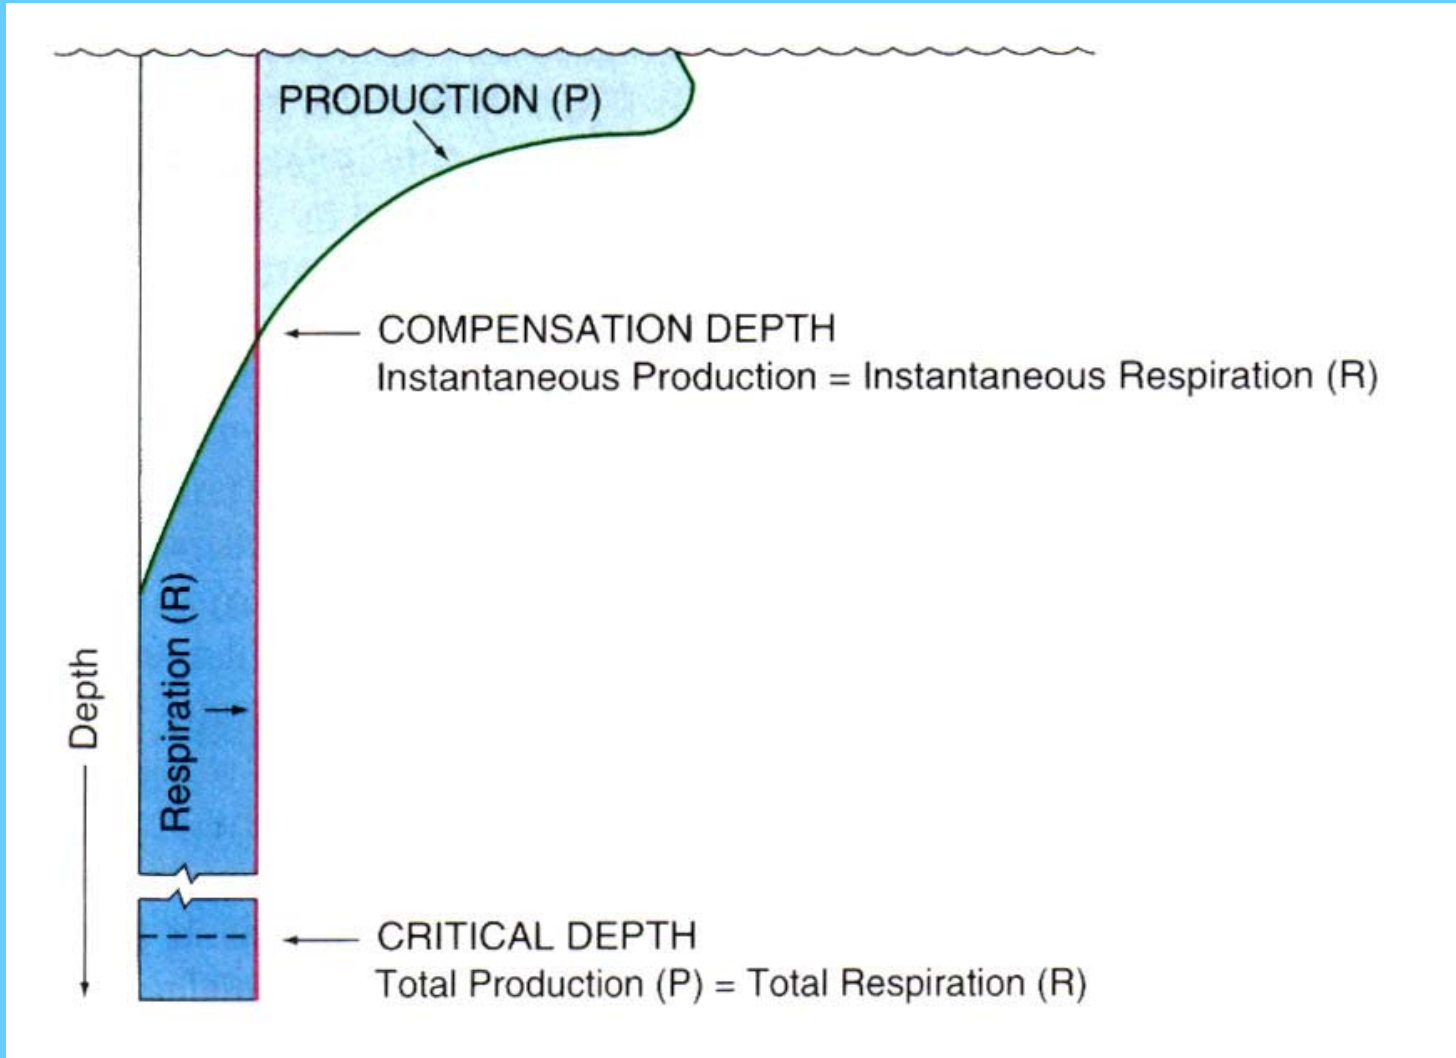 PRODUCTION (P)
COMPENSATION DEPTH
Instantaneous Production = Instantaneous Respiration (R)
Respiration (R)
Depth
CRITICAL DEPTH
Total Production (P) = Total Respiration (R)